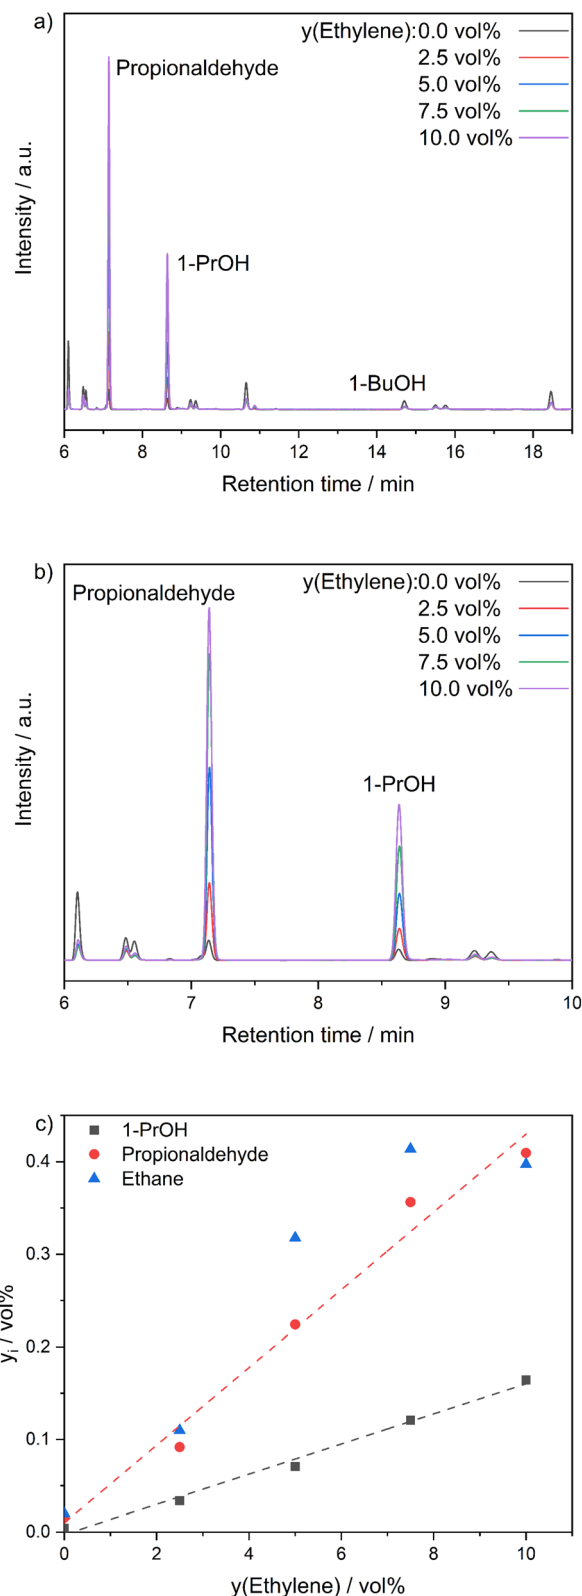 a)
y(Ethylene):0.0 vol%
2.5 vol%
5.0 vol%
7.5 vol%
10.0 vol%
Propionaldehyde
1-PrOH
1-BuOH
Intensity / a.u.
6 8 10 12 14 16 18
Retention time / min
b)
y(Ethylene):0.0 vol%
2.5 vol%
5.0 vol%
7.5 vol%
10.0 vol%
Propionaldehyde
1-PrOH
Intensity / a.u.
6 7 8 9 10
Retention time / min
c)
1-PrOH
Propionaldehyde
Ethane
0.4
0.3
0.2
0.1
0.0
yi / vol%
0 2 4 6 8 10
y(Ethylene) / vol%